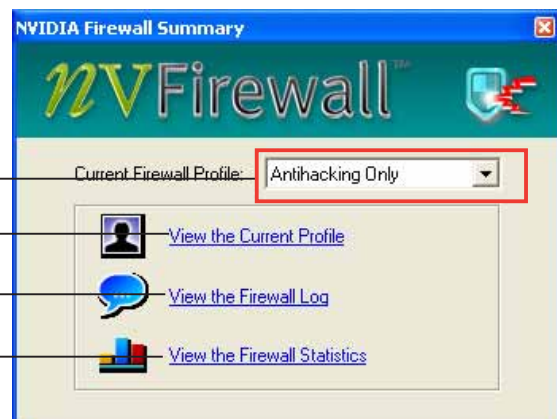 NVIDIA Firewall Summary
NVFirewall™
Current Firewall Profile: Antihacking Only
View the Current Profile
View the Firewall Log
View the Firewall Statistics